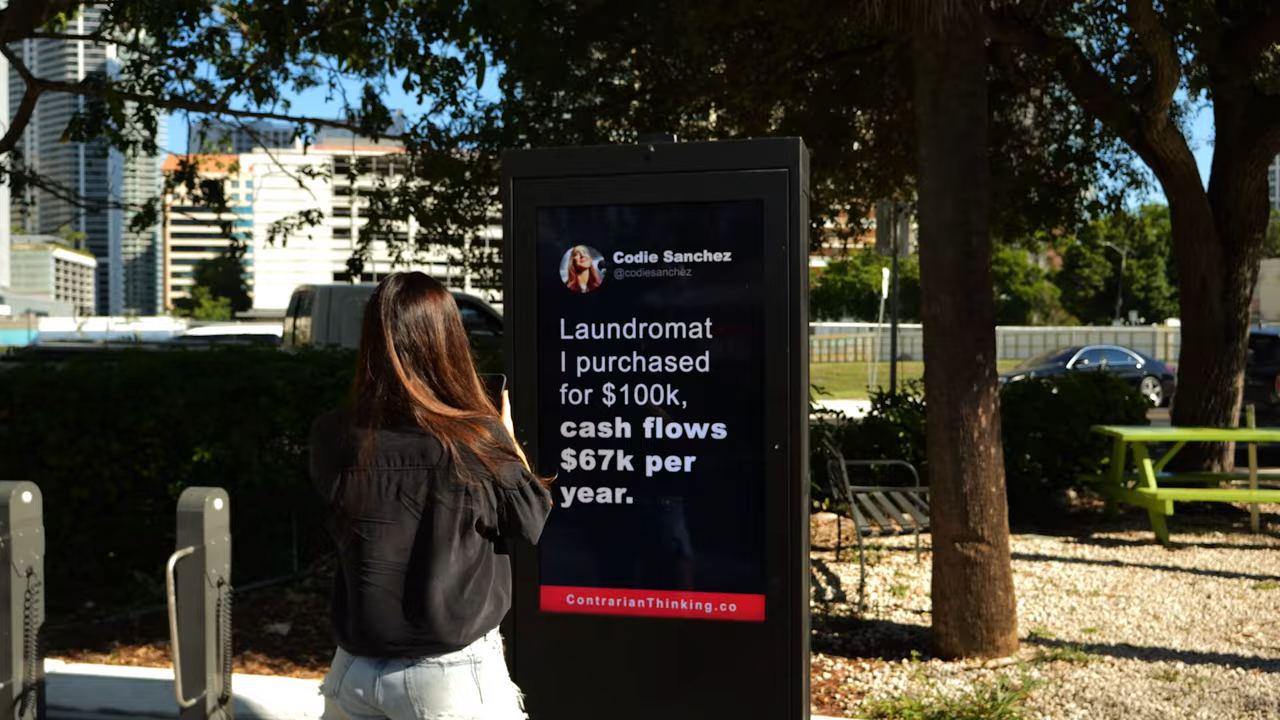 Codie Sanchez
@codiesanchez
Laundromat
I purchased
for $100k,
cash flows
$67k per
year.
ContrarianThinking.co